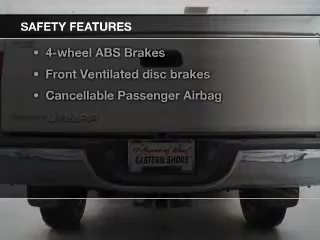 SAFETY FEATURES
• 4-wheel ABS Brakes
• Front Ventilated disc brakes
• Cancellable Passenger Airbag
EASTERN SHORE